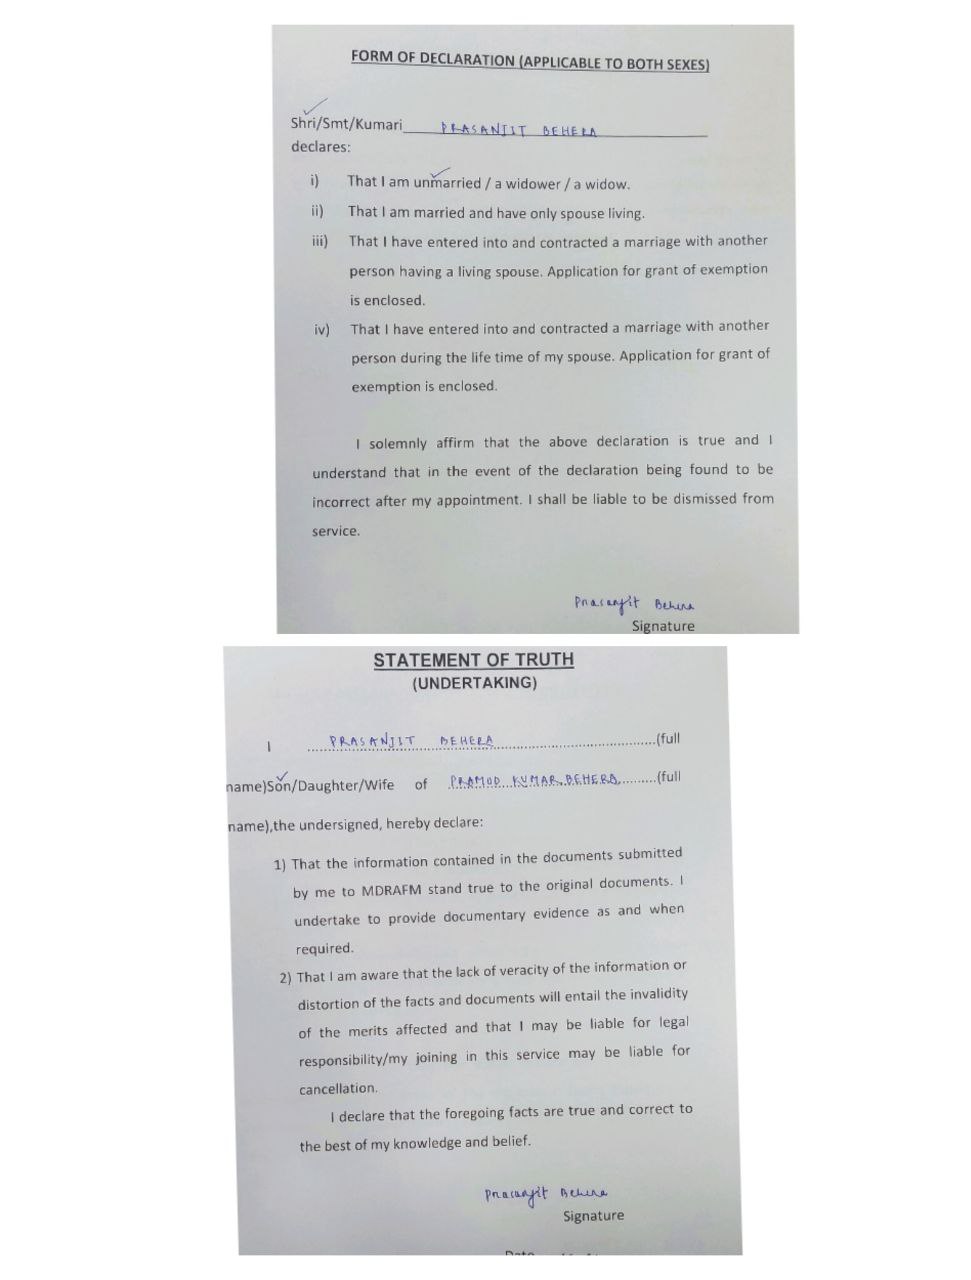 FORM OF DECLARATION (APPLICABLE TO BOTH SEXES)
Shri/Smt/Kumari PRASANJIT BEHERA
declares:
i) That I am unmarried / a widower / a widow.
ii) That I am married and have only spouse living.
iii) That I have entered into and contracted a marriage with another
person having a living spouse. Application for grant of exemption
is enclosed.
iv) That I have entered into and contracted a marriage with another
person during the life time of my spouse. Application for grant of
exemption is enclosed.
I solemnly affirm that the above declaration is true and I
understand that in the event of the declaration being found to be
incorrect after my appointment. I shall be liable to be dismissed from
service.
Prasanjit Behera
Signature
STATEMENT OF TRUTH
(UNDERTAKING)
I PRASANJIT BEHERA (full
name)Son/Daughter/Wife of PRAMOD KUMAR BEHERA (full
name),the undersigned, hereby declare:
1) That the information contained in the documents submitted
by me to MDRAFM stand true to the original documents. I
undertake to provide documentary evidence as and when
required.
2) That I am aware that the lack of veracity of the information or
distortion of the facts and documents will entail the invalidity
of the merits affected and that I may be liable for legal
responsibility/my joining in this service may be liable for
cancellation.
I declare that the foregoing facts are true and correct to
the best of my knowledge and belief.
Prasanjit Behera
Signature